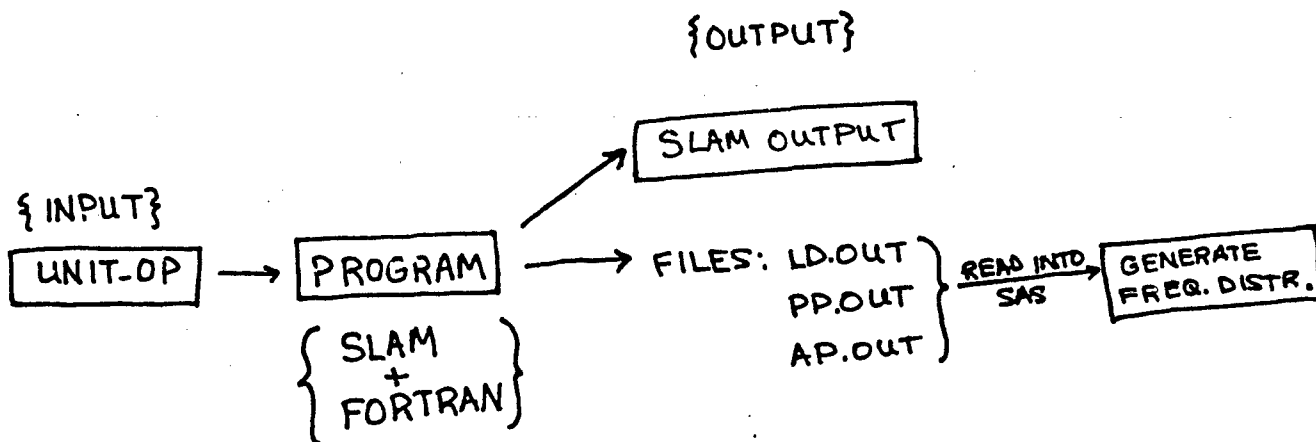 {OUTPUT}
SLAM OUTPUT
{INPUT}
UNIT-OP
PROGRAM
{ SLAM
+
FORTRAN }
FILES: LD.OUT
PP.OUT
AP.OUT }
READ INTO
SAS
GENERATE
FREQ. DISTR.